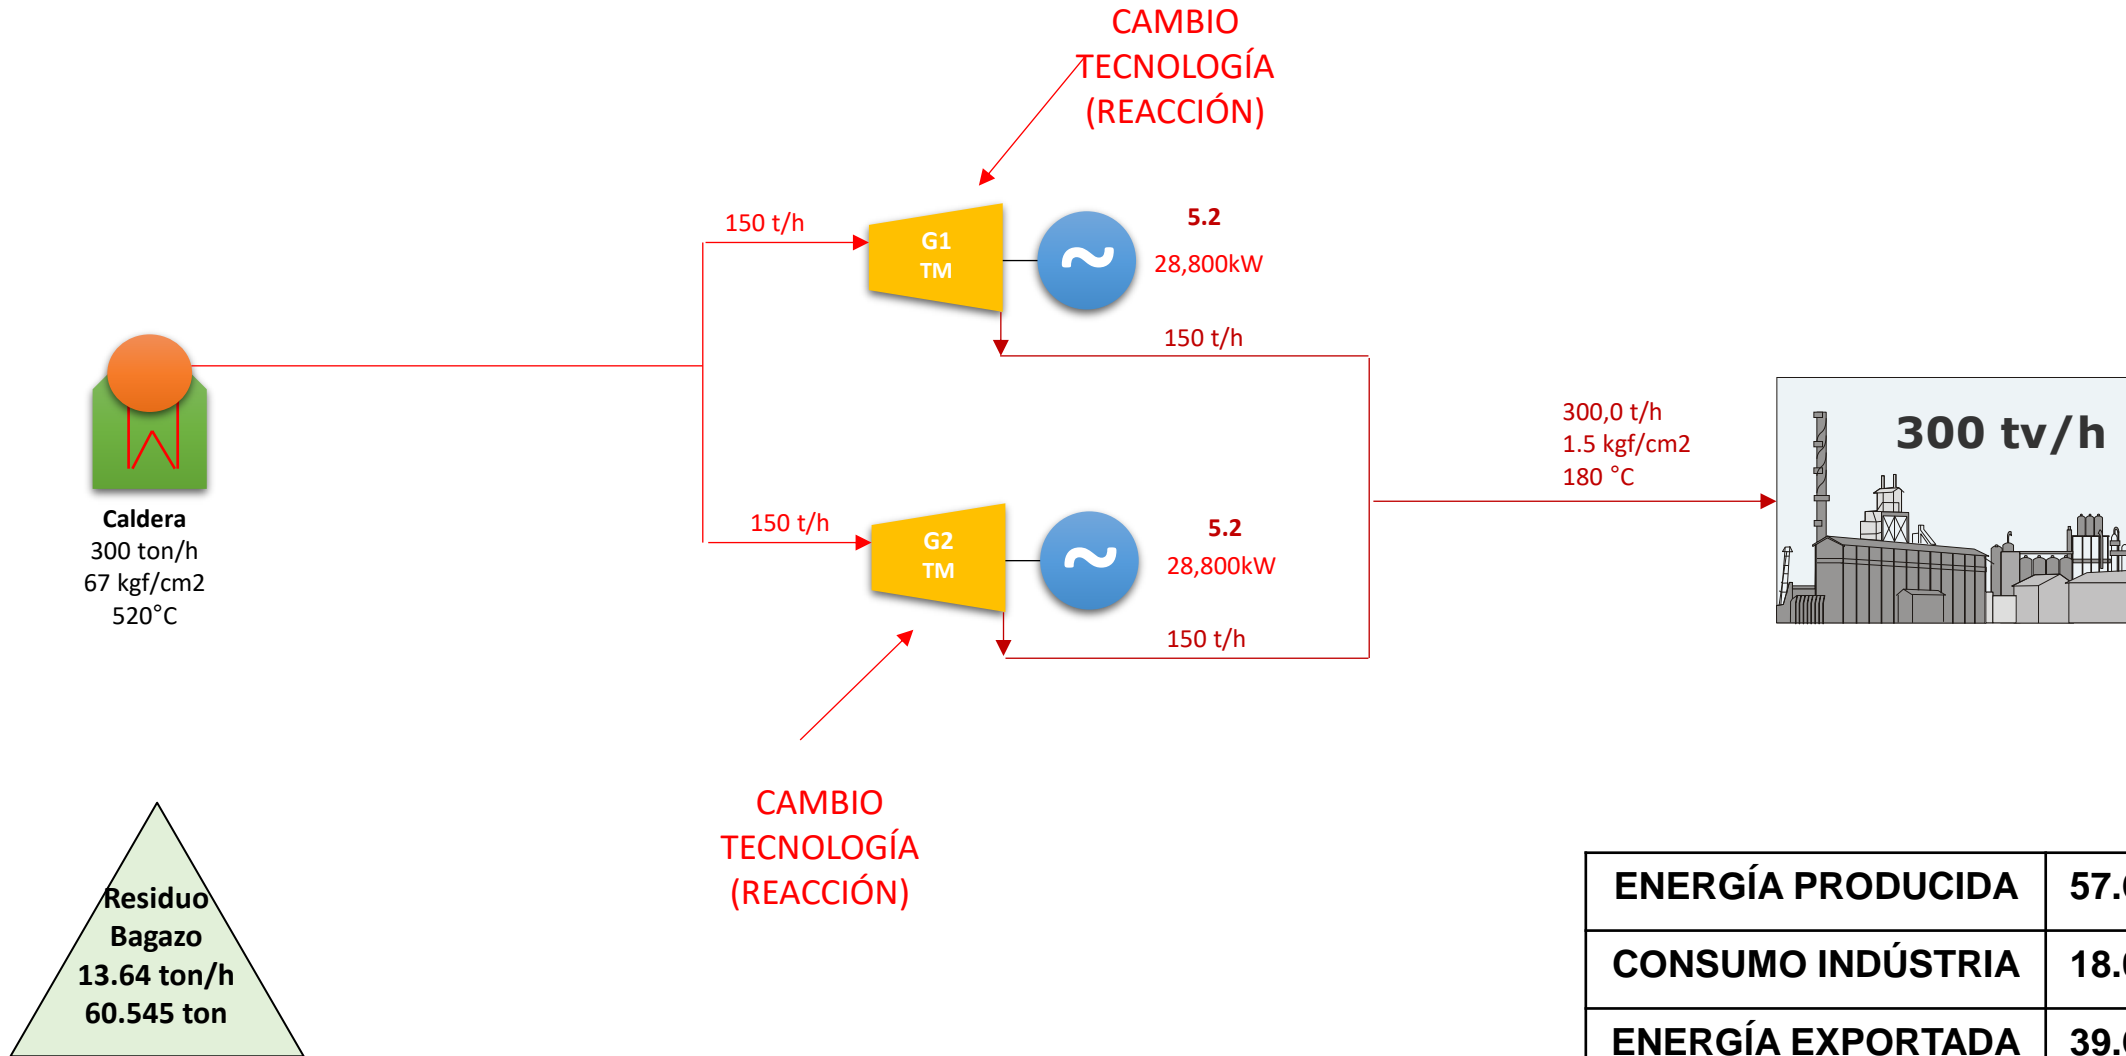 CAMBIO
TECNOLOGÍA
(REACCIÓN)
150 t/h
G1
TM
~
5.2
28,800kW
150 t/h
300,0 t/h
1.5 kgf/cm2
180 °C
300 tv/h
Caldera
300 ton/h
67 kgf/cm2
520°C
150 t/h
G2
TM
~
5.2
28,800kW
150 t/h
CAMBIO
TECNOLOGÍA
(REACCIÓN)
Residuo
Bagazo
13.64 ton/h
60.545 ton
ENERGÍA PRODUCIDA
CONSUMO INDÚSTRIA
ENERGÍA EXPORTADA